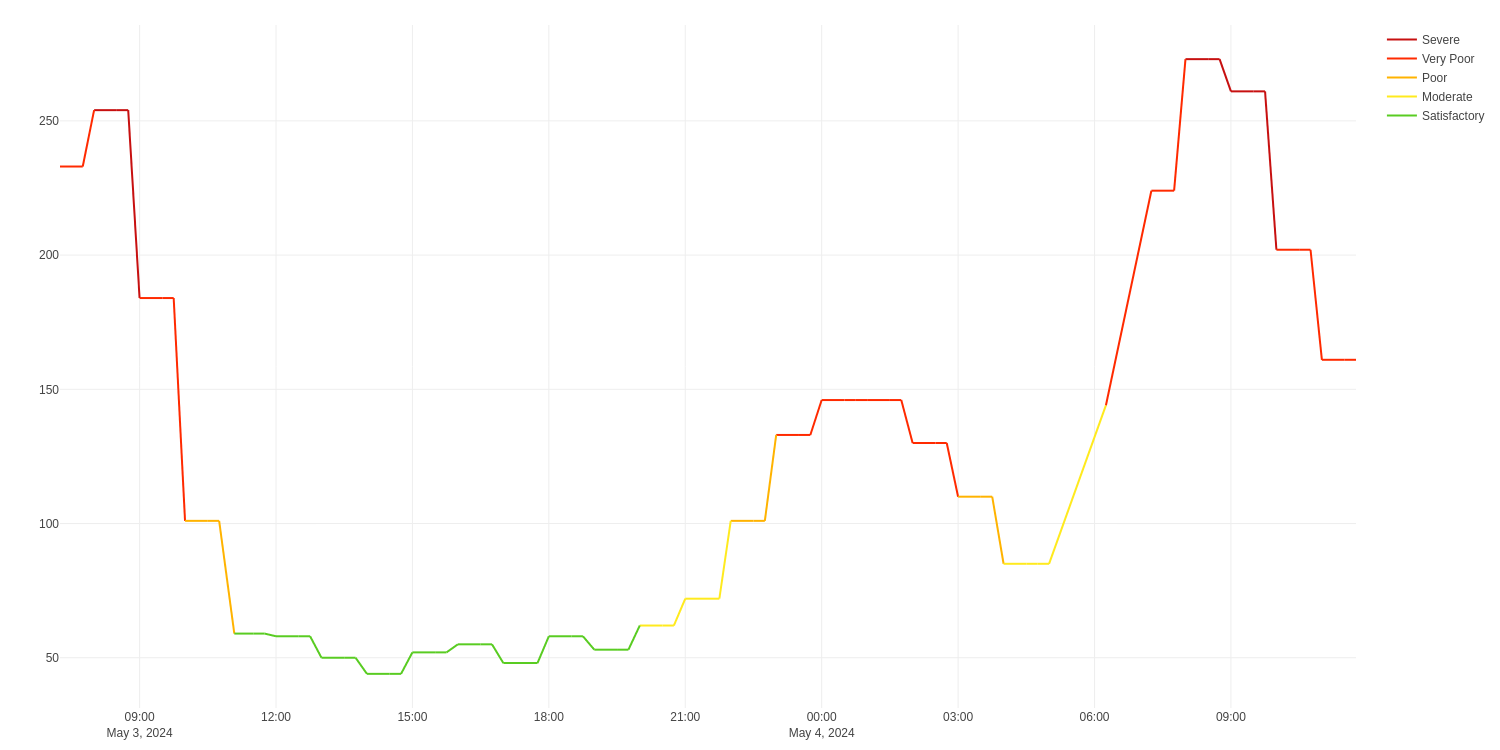 250
200
150
100
50
09:00
May 3, 2024
12:00
15:00
18:00
21:00
00:00
May 4, 2024
03:00
06:00
09:00
Severe
Very Poor
Poor
Moderate
Satisfactory